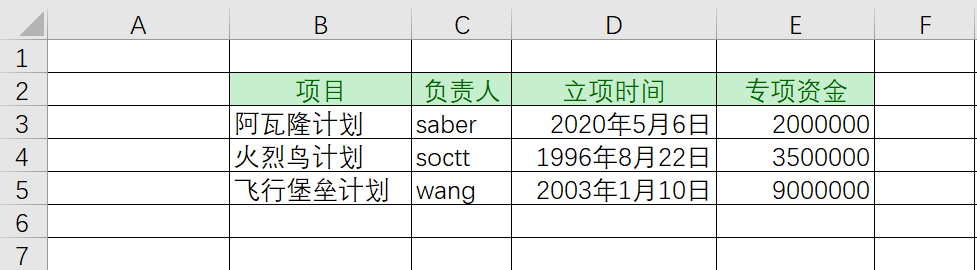 A B C D E F
1
2 项目 负责人 立项时间 专项资金
3 阿瓦隆计划 saber 2020年5月6日 2000000
4 火烈鸟计划 soctt 1996年8月22日 3500000
5 飞行堡垒计划 wang 2003年1月10日 9000000
6
7